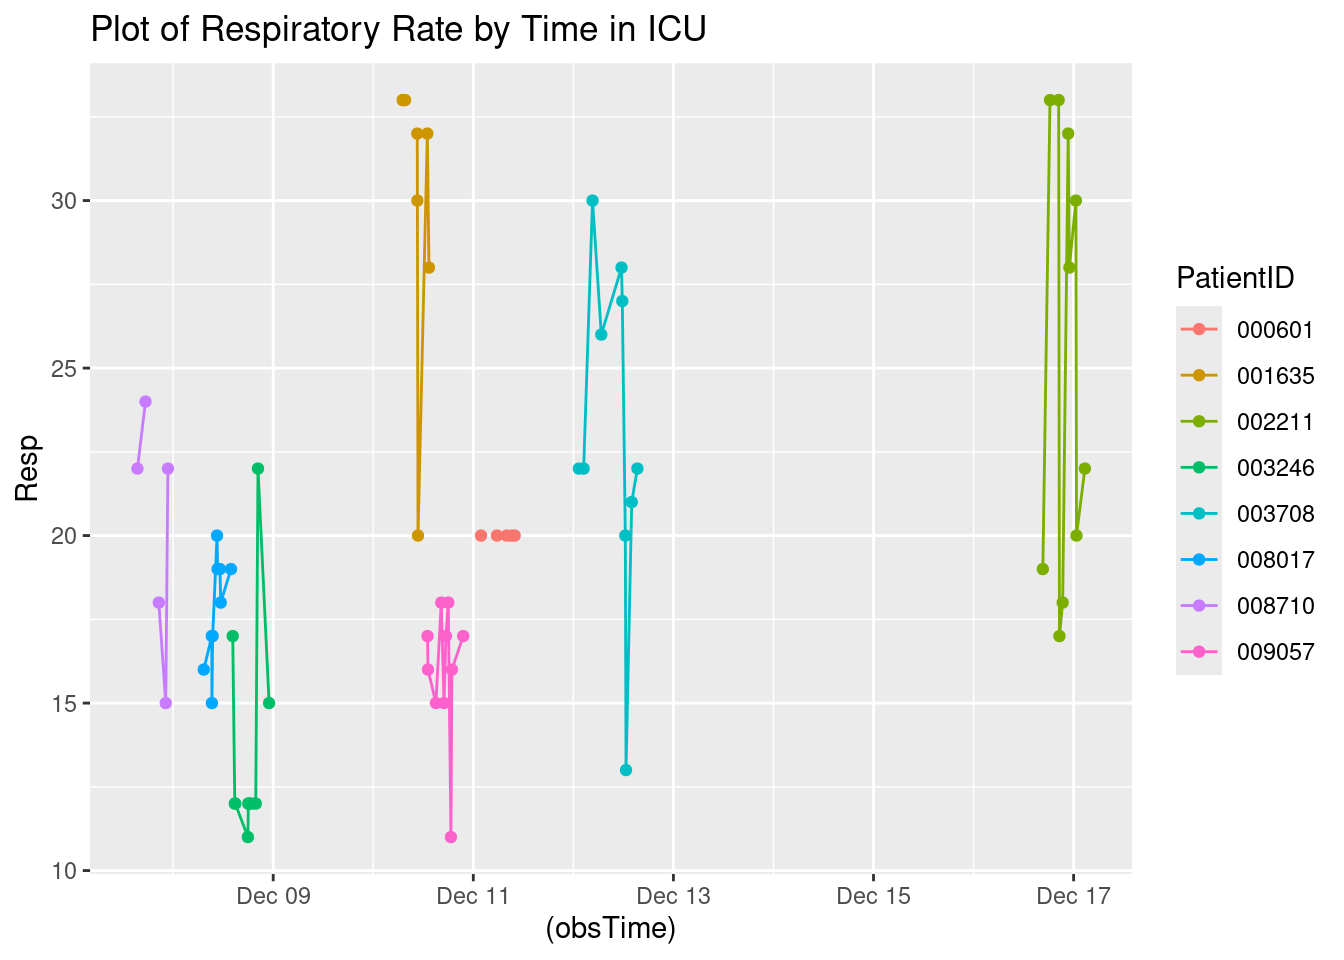 Plot of Respiratory Rate by Time in ICU
30
25
20
15
10
Resp
Dec 09
Dec 11
Dec 13
Dec 15
Dec 17
(obsTime)
PatientID
000601
001635
002211
003246
003708
008017
008710
009057